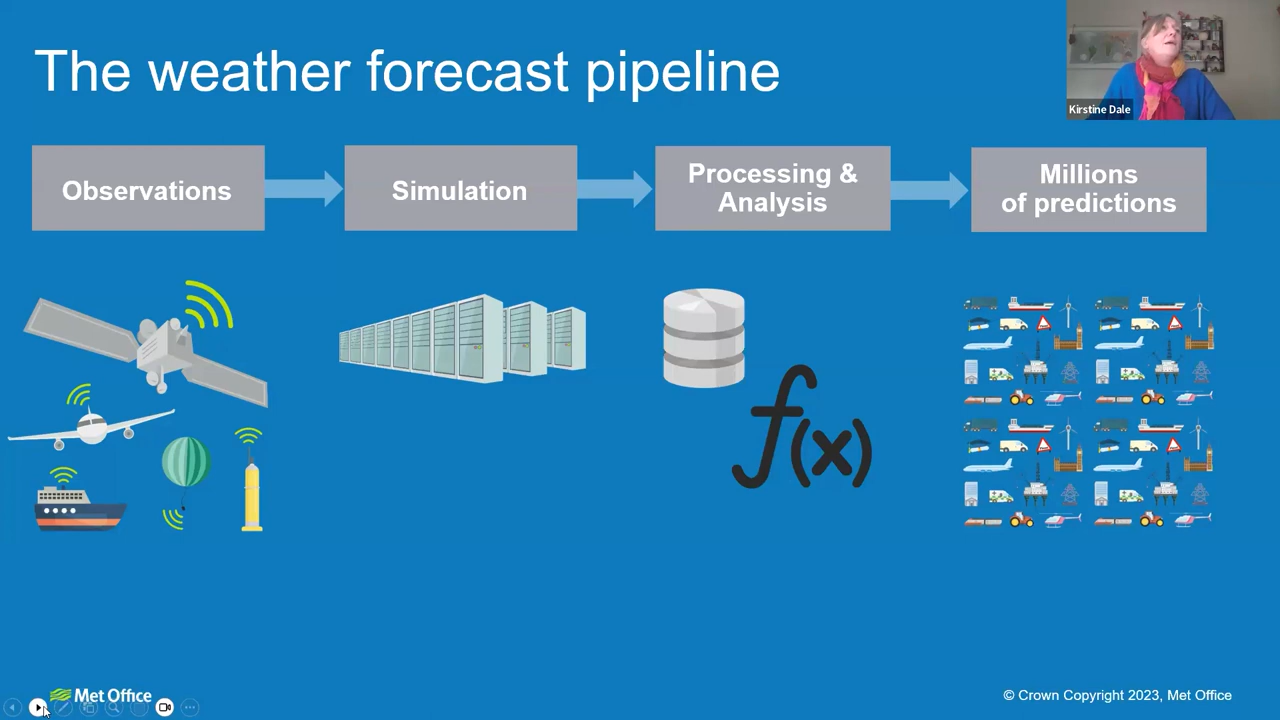 The weather forecast pipeline
Kirstine Dale
Observations
Simulation
Processing &
Analysis
Millions
of predictions
f(x)
Met Office
© Crown Copyright 2023, Met Office